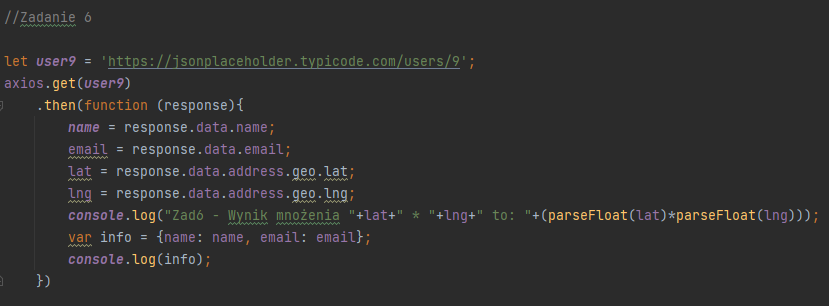 //Zadanie 6
let user9 = 'https://jsonplaceholder.typicode.com/users/9';
axios.get(user9)
.then(function (response){
name = response.data.name;
email = response.data.email;
lat = response.data.address.geo.lat;
lng = response.data.address.geo.lng;
console.log("Zad6 - Wynik mnożenia "+lat+" * "+lng+" to: "+(parseFloat(lat)*parseFloat(lng)));
var info = {name: name, email: email};
console.log(info);
})